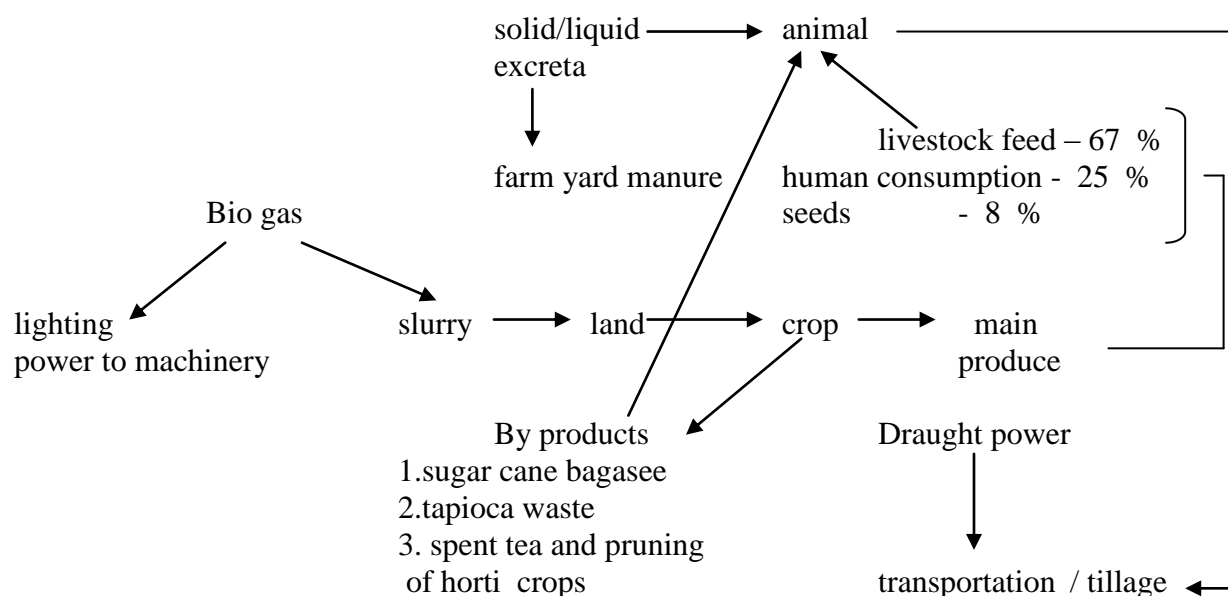 solid/liquid animal
excreta
livestock feed – 67 %
farm yard manure human consumption - 25 %
Bio gas seeds - 8 %
lighting slurry land crop main
power to machinery produce
By products Draught power
1.sugar cane bagasee
2.tapioca waste
3. spent tea and pruning
of horti crops transportation / tillage